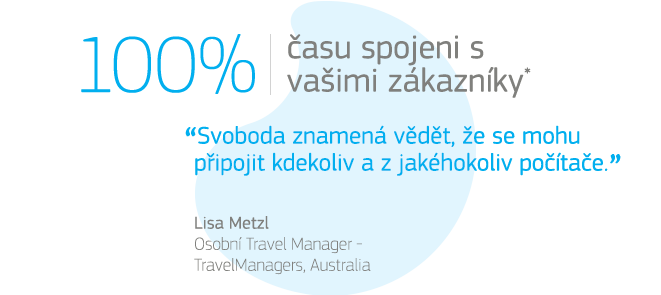 100% času spojeni s
vašimi zákazníky*
“Svoboda znamená vědět, že se mohu
připojit kdekoliv a z jakéhokoliv počítače.”
Lisa Metzl
Osobní Travel Manager -
TravelManagers, Australia